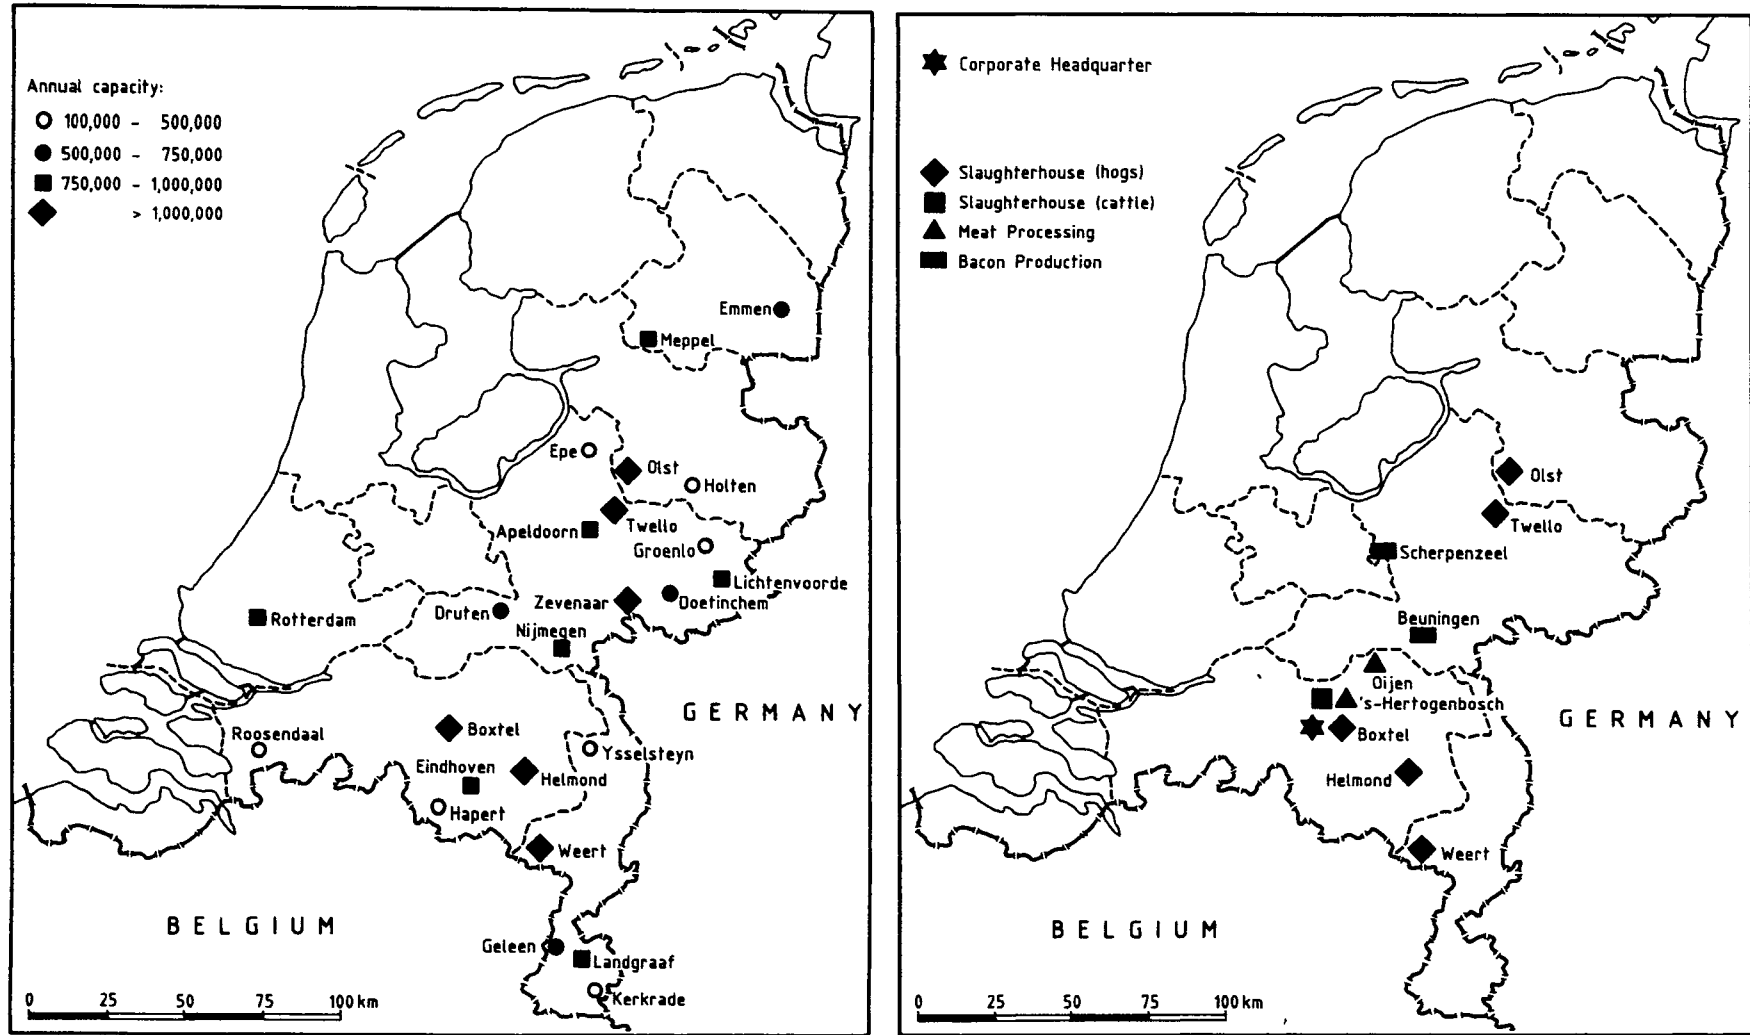 Annual capacity:
100,000 - 500,000
500,000 - 750,000
750,000 - 1,000,000
> 1,000,000
Emmen
Meppel
Epe
Olst
Holten
Twello
Apeldoorn
Groenlo
Lichtenvoorde
Zevenaar
Doetinchem
Druten
Rotterdam
Nijmegen
GERMANY
Roosendaal
Boxtel
Ysselsteyn
Eindhoven
Helmond
Hapert
Weert
BELGIUM
Geleen
Landgraaf
Kerkrade
0 25 50 75 100 km
Corporate Headquarter
Slaughterhouse (hogs)
Slaughterhouse (cattle)
Meat Processing
Bacon Production
Olst
Twello
Scherpenzeel
Beuningen
Oijen
's-Hertogenbosch
GERMANY
Boxtel
Helmond
Weert
BELGIUM
0 25 50 75 100 km